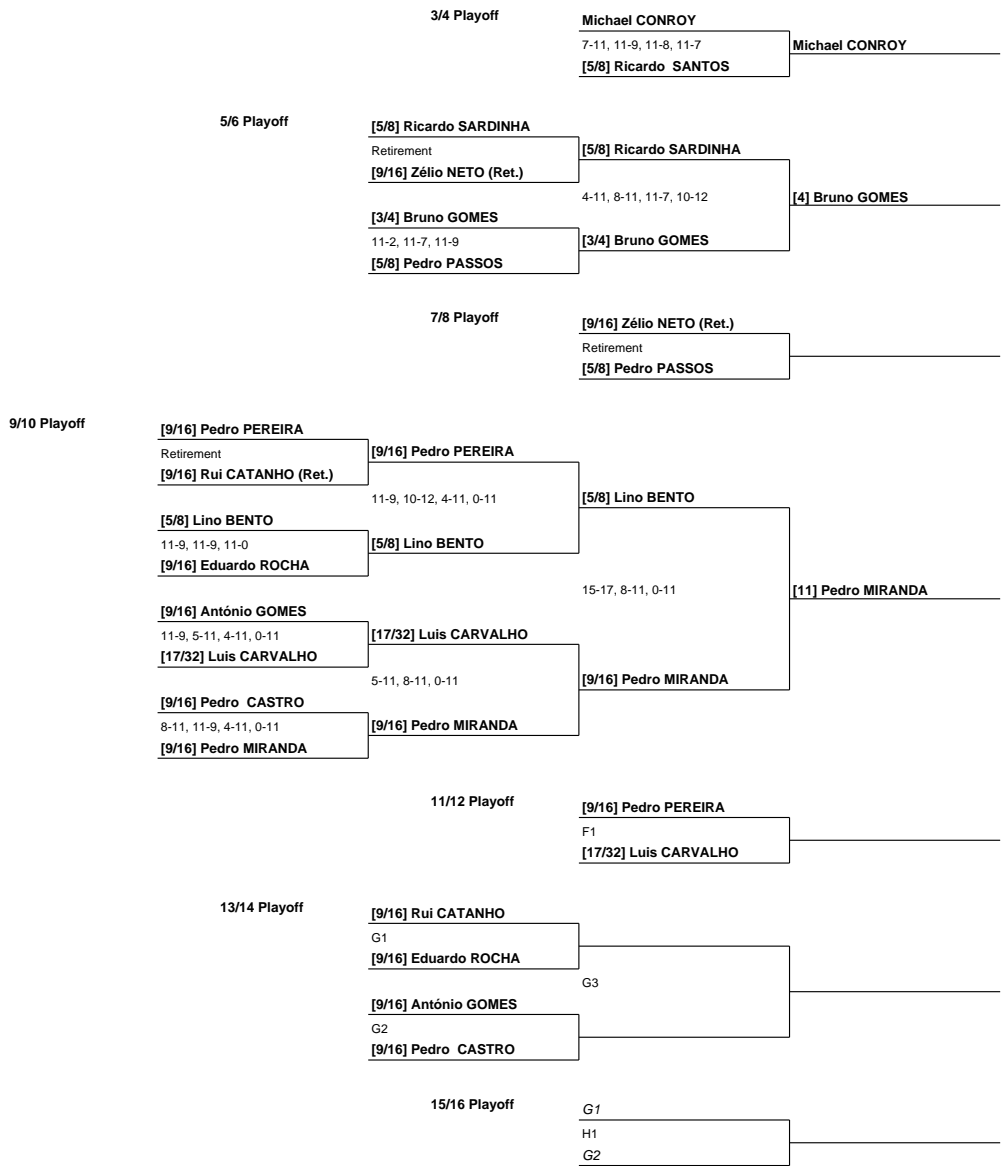 3/4 Playoff
Michael CONROY
7-11, 11-9, 11-8, 11-7
Michael CONROY
[5/8] Ricardo  SANTOS
5/6 Playoff
[5/8] Ricardo SARDINHA
Retirement
[5/8] Ricardo SARDINHA
[9/16] Zélio NETO (Ret.)
4-11, 8-11, 11-7, 10-12
[4] Bruno GOMES
[3/4] Bruno GOMES
11-2, 11-7, 11-9
[3/4] Bruno GOMES
[5/8] Pedro PASSOS
7/8 Playoff
[9/16] Zélio NETO (Ret.)
Retirement
[5/8] Pedro PASSOS
9/10 Playoff
[9/16] Pedro PEREIRA
Retirement
[9/16] Pedro PEREIRA
[9/16] Rui CATANHO (Ret.)
11-9, 10-12, 4-11, 0-11
[5/8] Lino BENTO
[5/8] Lino BENTO
11-9, 11-9, 11-0
[5/8] Lino BENTO
[9/16] Eduardo ROCHA
15-17, 8-11, 0-11
[11] Pedro MIRANDA
[9/16] António GOMES
11-9, 5-11, 4-11, 0-11
[17/32] Luis CARVALHO
[17/32] Luis CARVALHO
5-11, 8-11, 0-11
[9/16] Pedro MIRANDA
[9/16] Pedro  CASTRO
8-11, 11-9, 4-11, 0-11
[9/16] Pedro MIRANDA
[9/16] Pedro MIRANDA
11/12 Playoff
[9/16] Pedro PEREIRA
F1
[17/32] Luis CARVALHO
13/14 Playoff
[9/16] Rui CATANHO
G1
[9/16] Eduardo ROCHA
G3
[9/16] António GOMES
G2
[9/16] Pedro  CASTRO
15/16 Playoff
G1
H1
G2